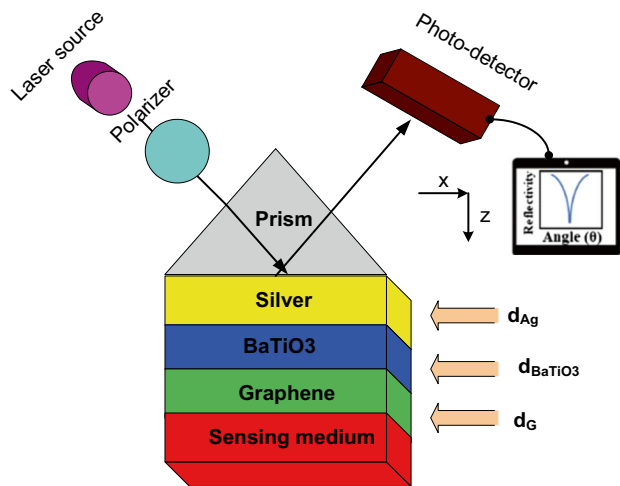 Laser source
Polarizer
Photo-detector
Prism
X
Z
Reflectivity
Angle (θ)
Silver
BaTiO3
Graphene
Sensing medium
dAg
dBaTiO3
dG